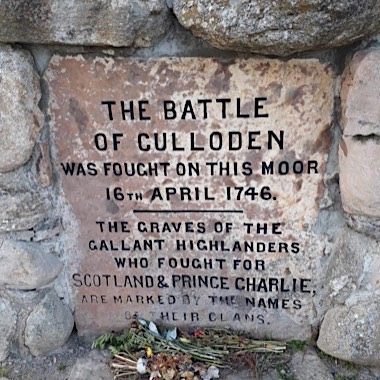 THE BATTLE
OF CULLODEN
WAS FOUGHT ON THIS MOOR
16TH APRIL 1746.
THE GRAVES OF THE
GALLANT HIGHLANDERS
WHO FOUGHT FOR
SCOTLAND & PRINCE CHARLIE,
ARE MARKED BY THE NAMES
OF THEIR CLANS.